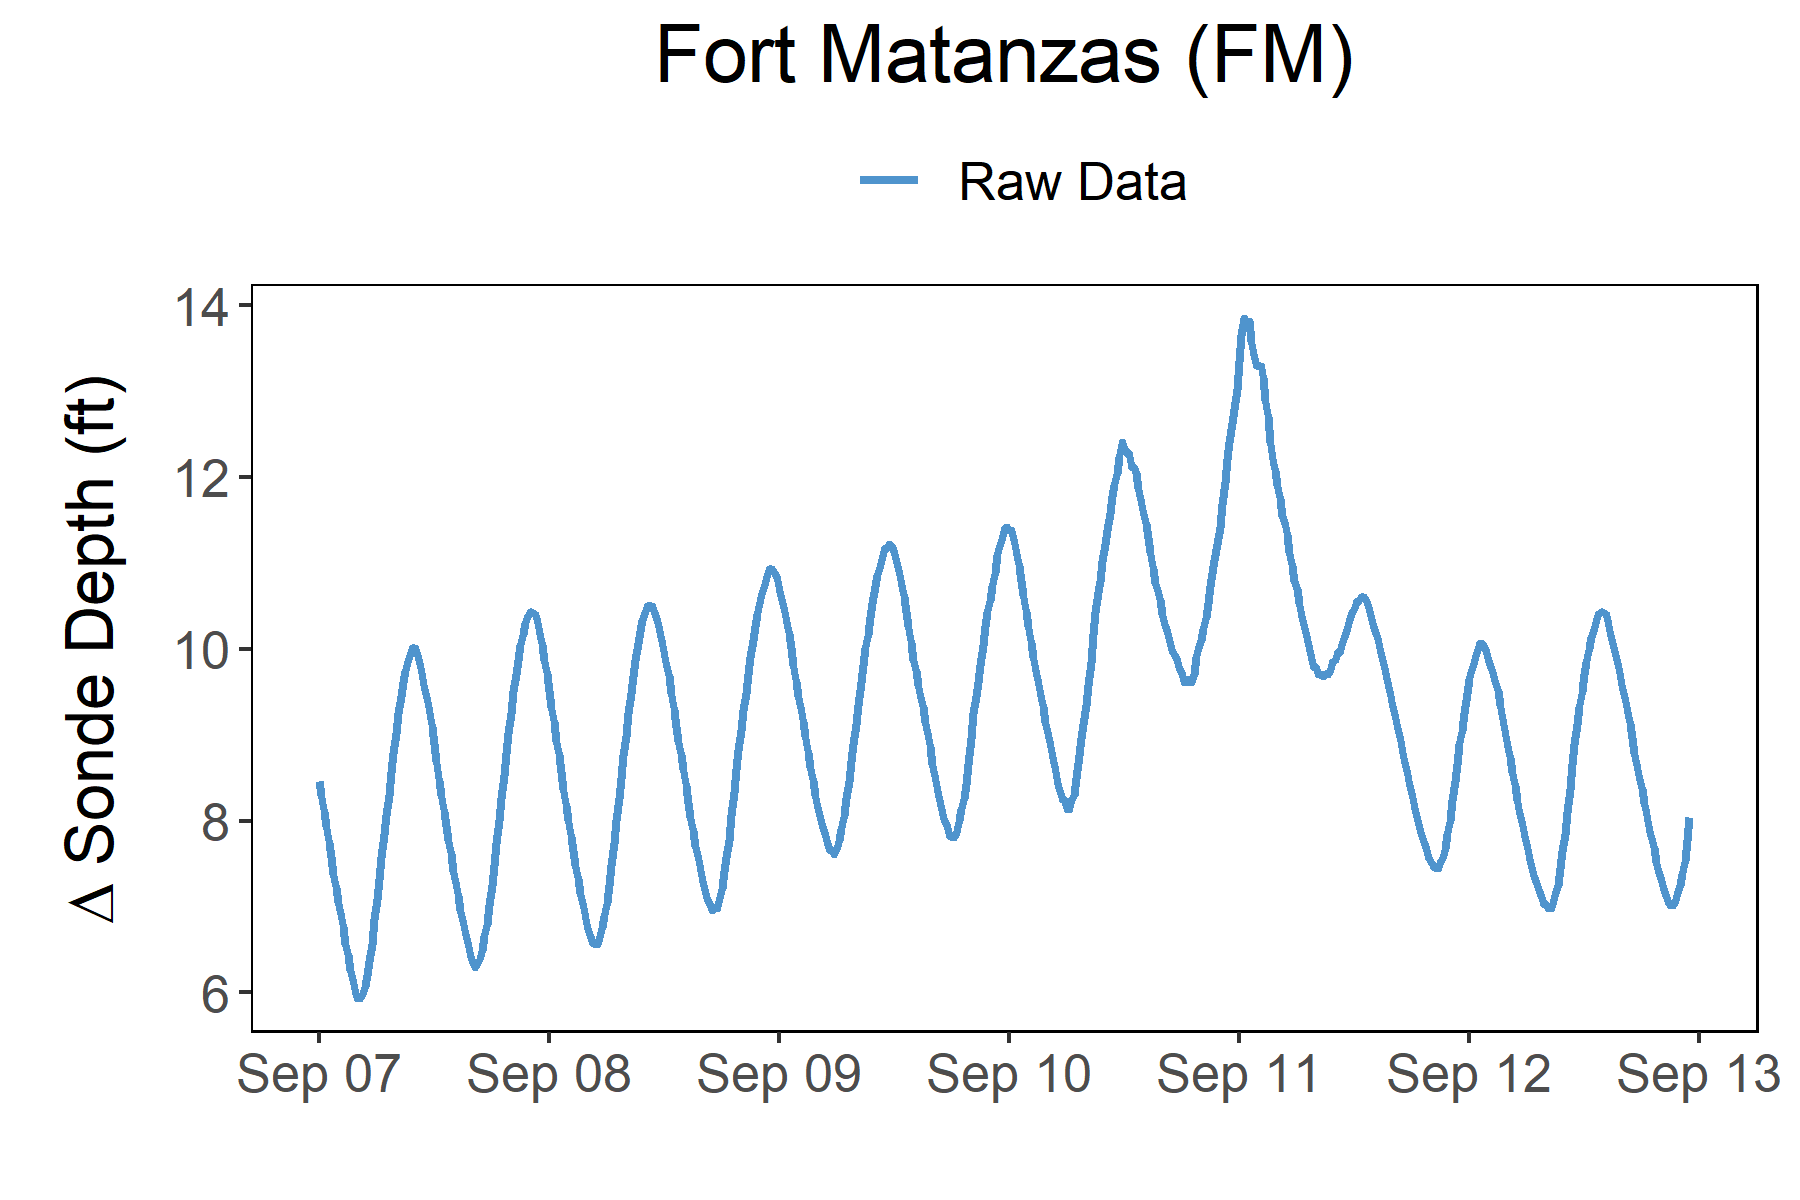 Fort Matanzas (FM)
Raw Data
Δ Sonde Depth (ft)
14
12
10
8
6
Sep 07 Sep 08 Sep 09 Sep 10 Sep 11 Sep 12 Sep 13